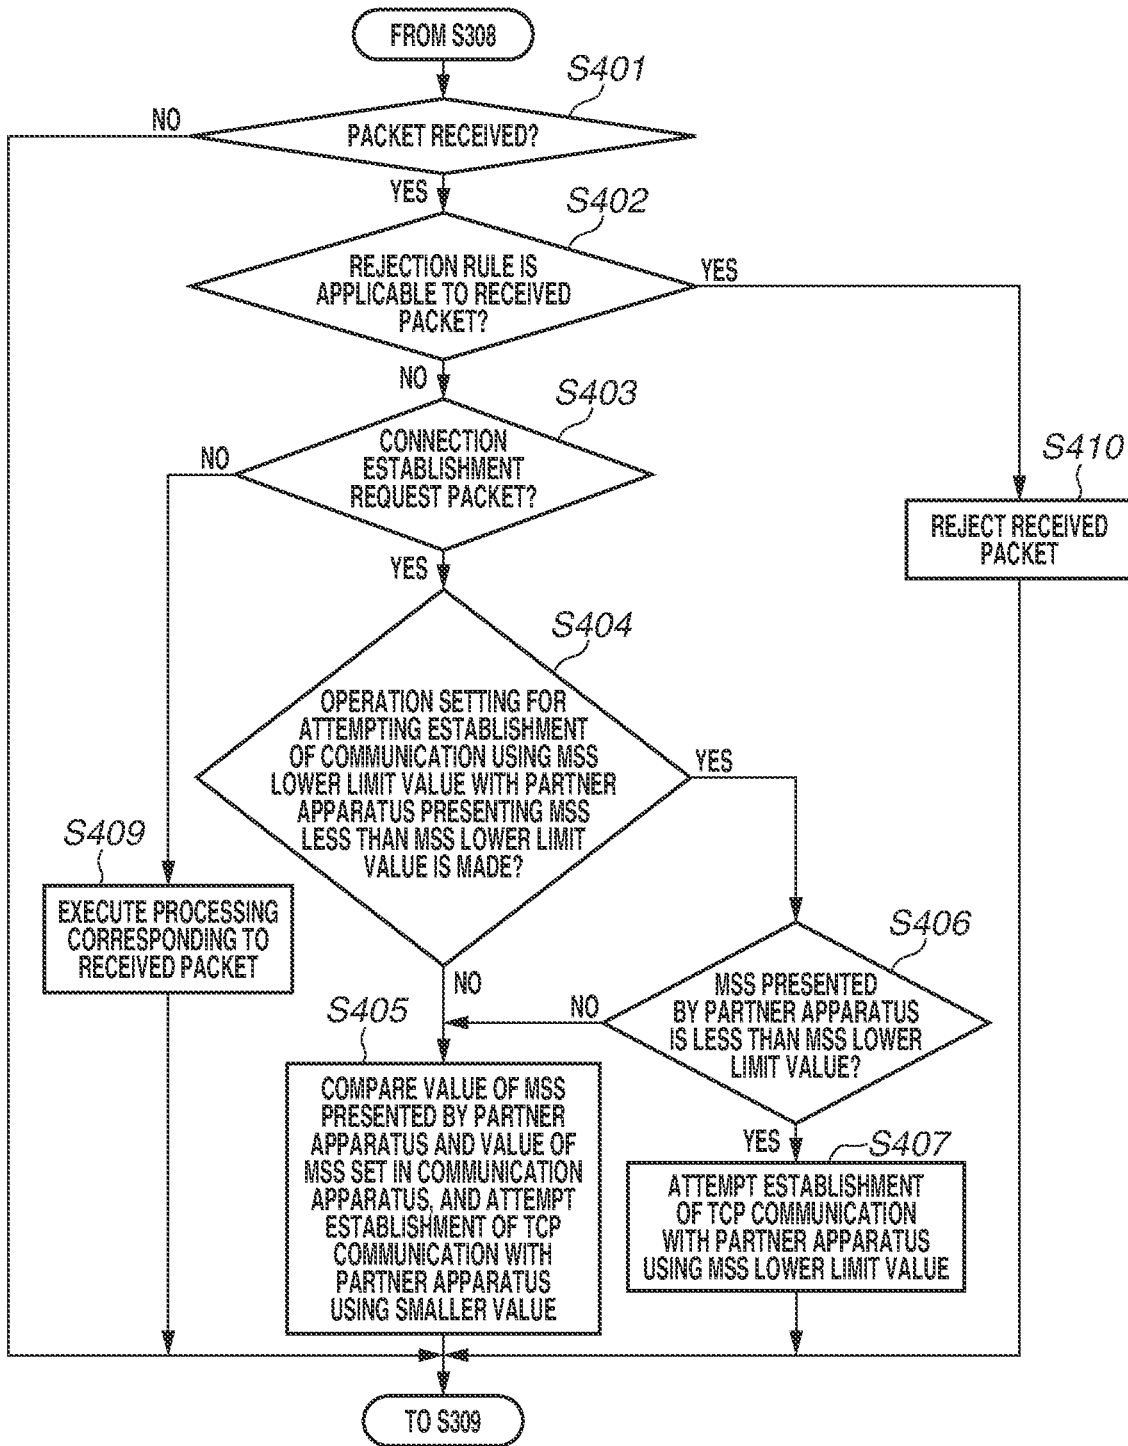 FROM S308
S401
NO
PACKET RECEIVED?
YES
S402
REJECTION RULE IS
APPLICABLE TO RECEIVED
PACKET?
YES
NO
S403
CONNECTION
ESTABLISHMENT
REQUEST PACKET?
NO
S410
REJECT RECEIVED
PACKET
YES
S404
OPERATION SETTING FOR
ATTEMPTING ESTABLISHMENT
OF COMMUNICATION USING MSS
LOWER LIMIT VALUE WITH PARTNER
APPARATUS PRESENTING MSS
LESS THAN MSS LOWER LIMIT
VALUE IS MADE?
YES
S409
EXECUTE PROCESSING
CORRESPONDING TO
RECEIVED PACKET
NO
S406
MSS PRESENTED
BY PARTNER APPARATUS
IS LESS THAN MSS LOWER
LIMIT VALUE?
NO
S405
COMPARE VALUE OF MSS
PRESENTED BY PARTNER
APPARATUS AND VALUE OF
MSS SET IN COMMUNICATION
APPARATUS, AND ATTEMPT
ESTABLISHMENT OF TCP
COMMUNICATION WITH
PARTNER APPARATUS
USING SMALLER VALUE
YES
S407
ATTEMPT ESTABLISHMENT
OF TCP COMMUNICATION
WITH PARTNER APPARATUS
USING MSS LOWER LIMIT VALUE
TO S309